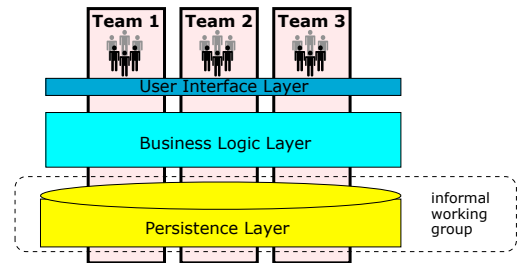 Team 1
Team 2
Team 3
User Interface Layer
Business Logic Layer
Persistence Layer
informal
working
group